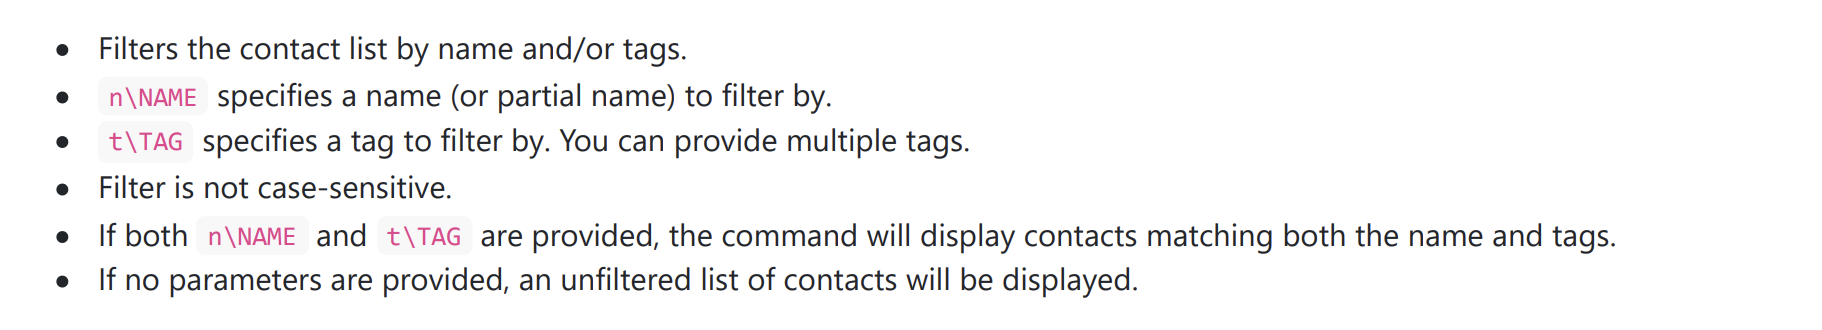 • Filters the contact list by name and/or tags.
• n\NAME specifies a name (or partial name) to filter by.
• t\TAG specifies a tag to filter by. You can provide multiple tags.
• Filter is not case-sensitive.
• If both n\NAME and t\TAG are provided, the command will display contacts matching both the name and tags.
• If no parameters are provided, an unfiltered list of contacts will be displayed.